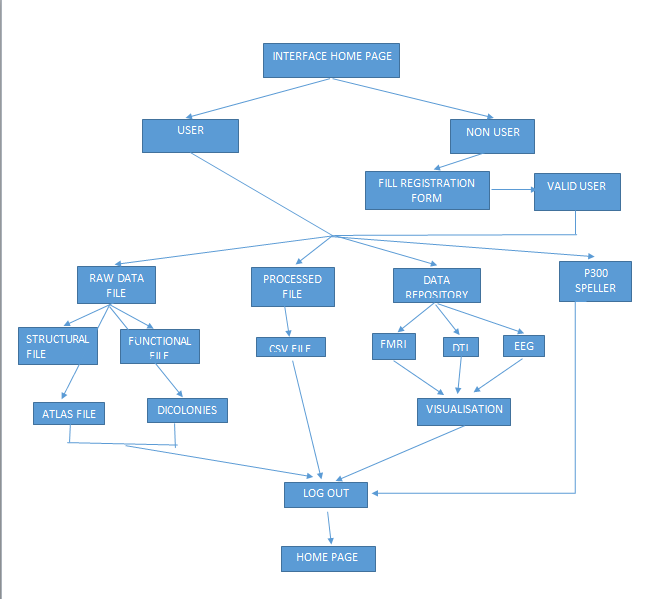 INTERFACE HOME PAGE
USER
NON USER
FILL REGISTRATION
FORM
VALID USER
RAW DATA
FILE
PROCESSED
FILE
DATA
REPOSITORY
P300
SPELLER
STRUCTURAL
FILE
FUNCTIONAL
FILE
CSV FILE
FMRI
DTI
EEG
ATLAS FILE
DICOLONIES
VISUALISATION
LOG OUT
HOME PAGE